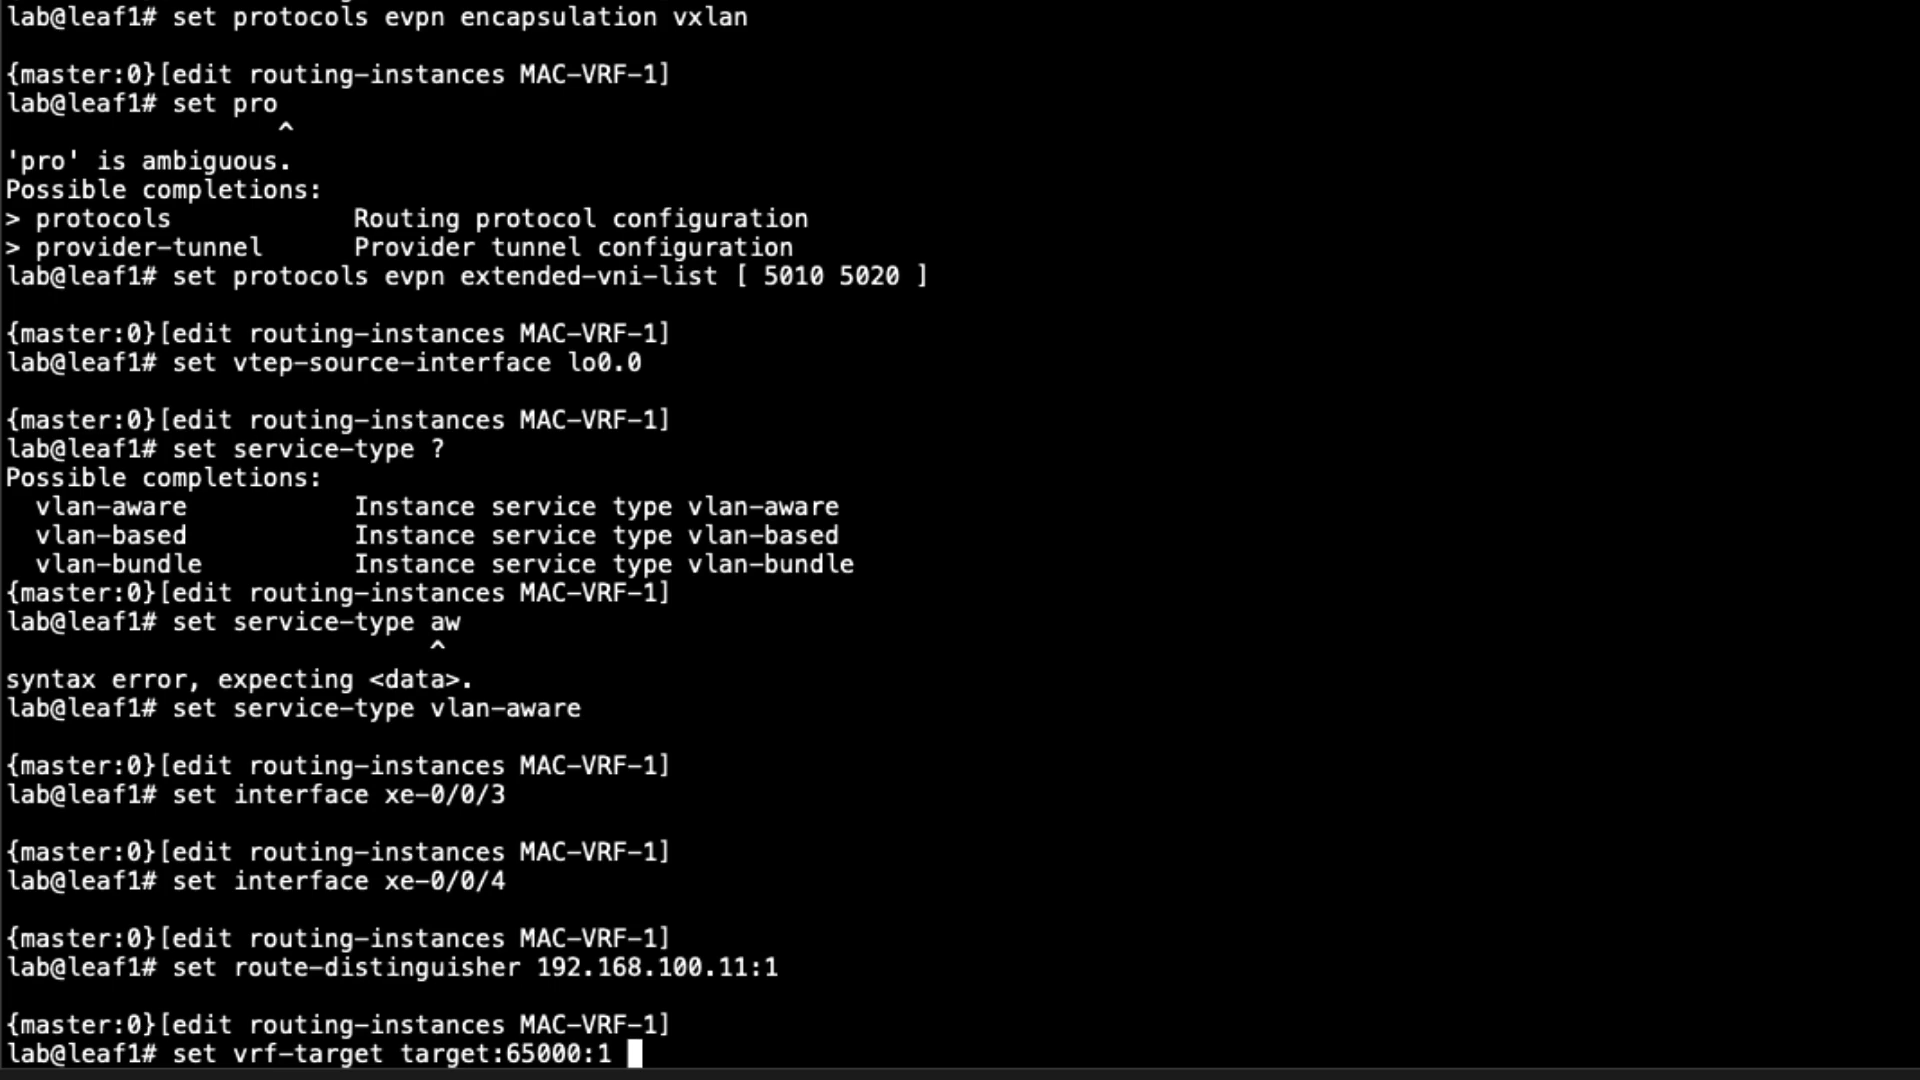 lab@leaf1# set protocols evpn encapsulation vxlan
{master:0}[edit routing-instances MAC-VRF-1]
lab@leaf1# set pro
^
'pro' is ambiguous.
Possible completions:
> protocols            Routing protocol configuration
> provider-tunnel      Provider tunnel configuration
lab@leaf1# set protocols evpn extended-vni-list [ 5010 5020 ]
{master:0}[edit routing-instances MAC-VRF-1]
lab@leaf1# set vtep-source-interface lo0.0
{master:0}[edit routing-instances MAC-VRF-1]
lab@leaf1# set service-type ?
Possible completions:
vlan-aware           Instance service type vlan-aware
vlan-based           Instance service type vlan-based
vlan-bundle          Instance service type vlan-bundle
{master:0}[edit routing-instances MAC-VRF-1]
lab@leaf1# set service-type aw
^
syntax error, expecting <data>.
lab@leaf1# set service-type vlan-aware
{master:0}[edit routing-instances MAC-VRF-1]
lab@leaf1# set interface xe-0/0/3
{master:0}[edit routing-instances MAC-VRF-1]
lab@leaf1# set interface xe-0/0/4
{master:0}[edit routing-instances MAC-VRF-1]
lab@leaf1# set route-distinguisher 192.168.100.11:1
{master:0}[edit routing-instances MAC-VRF-1]
lab@leaf1# set vrf-target target:65000:1